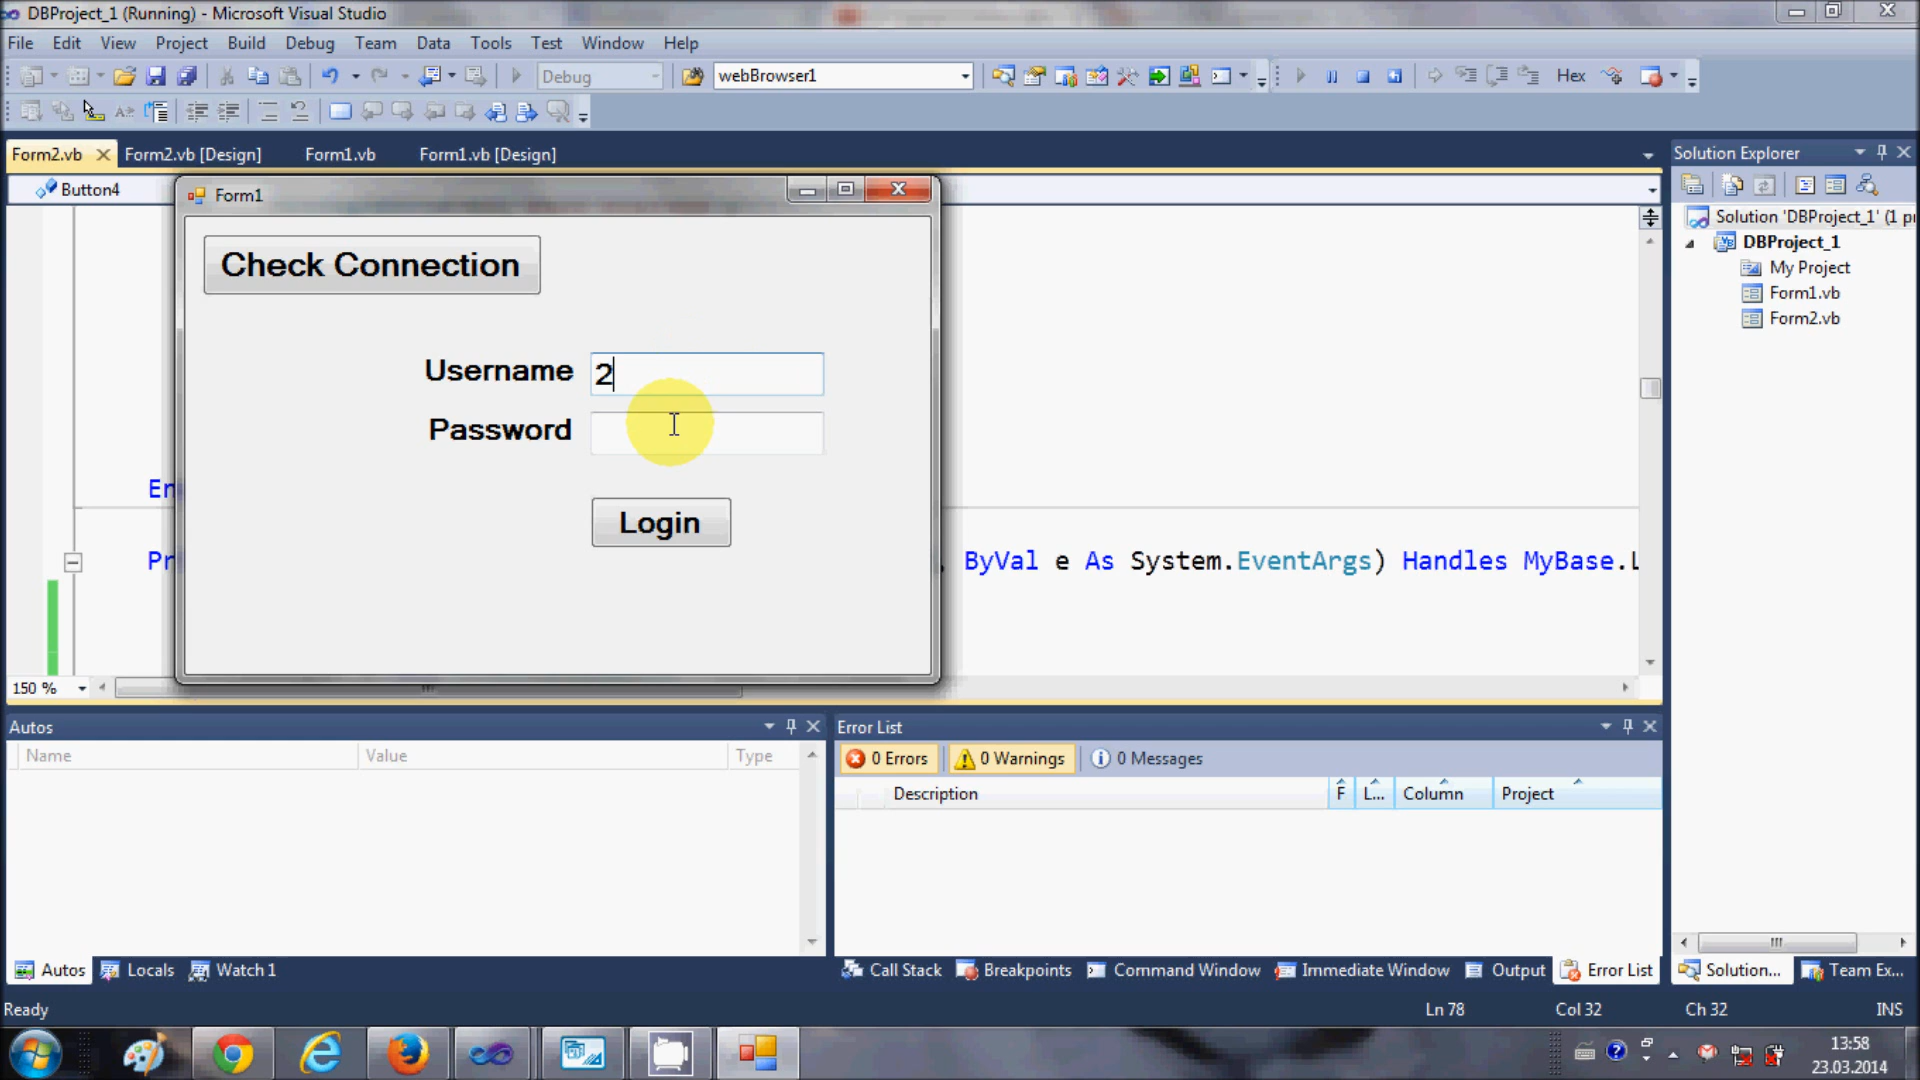 DBProject_1 (Running) - Microsoft Visual Studio
File Edit View Project Build Debug Team Data Tools Test Window Help
Debug webBrowser1 Hex
Form2.vb Form2.vb [Design] Form1.vb Form1.vb [Design]
Solution Explorer
Button4
Form1
Solution 'DBProject_1' (1 pr
DBProject_1
My Project
Form1.vb
Form2.vb
Check Connection
Username 2
Password
Login
En
Pr , ByVal e As System.EventArgs) Handles MyBase.L
150 %
Autos
Name Value Type
Error List
0 Errors 0 Warnings 0 Messages
Description F L... Column Project
Autos Locals Watch 1
Call Stack Breakpoints Command Window Immediate Window Output Error List
Solution... Team Ex...
Ready Ln 78 Col 32 Ch 32 INS
13:58
23.03.2014